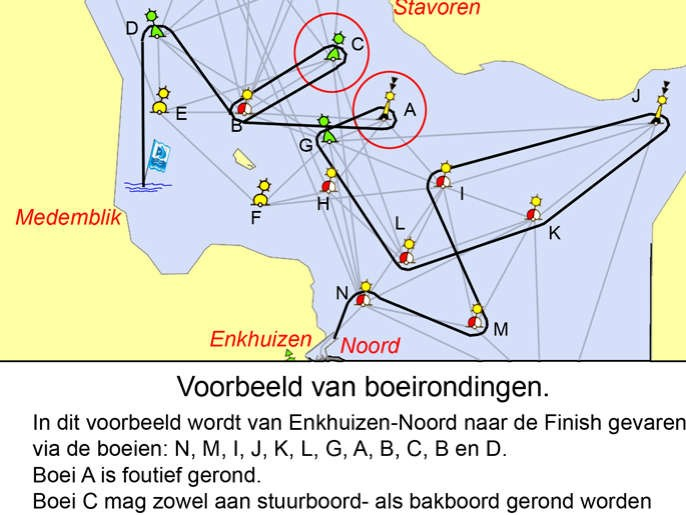 Stavoren
D
C
J
A
E
B
G
I
H
F
K
L
Medemblik
N
M
Enkhuizen
Noord
Voorbeeld van boeirondingen.
In dit voorbeeld wordt van Enkhuizen-Noord naar de Finish gevaren
via de boeien: N, M, I, J, K, L, G, A, B, C, B en D.
Boei A is foutief gerond.
Boei C mag zowel aan stuurboord- als bakboord gerond worden